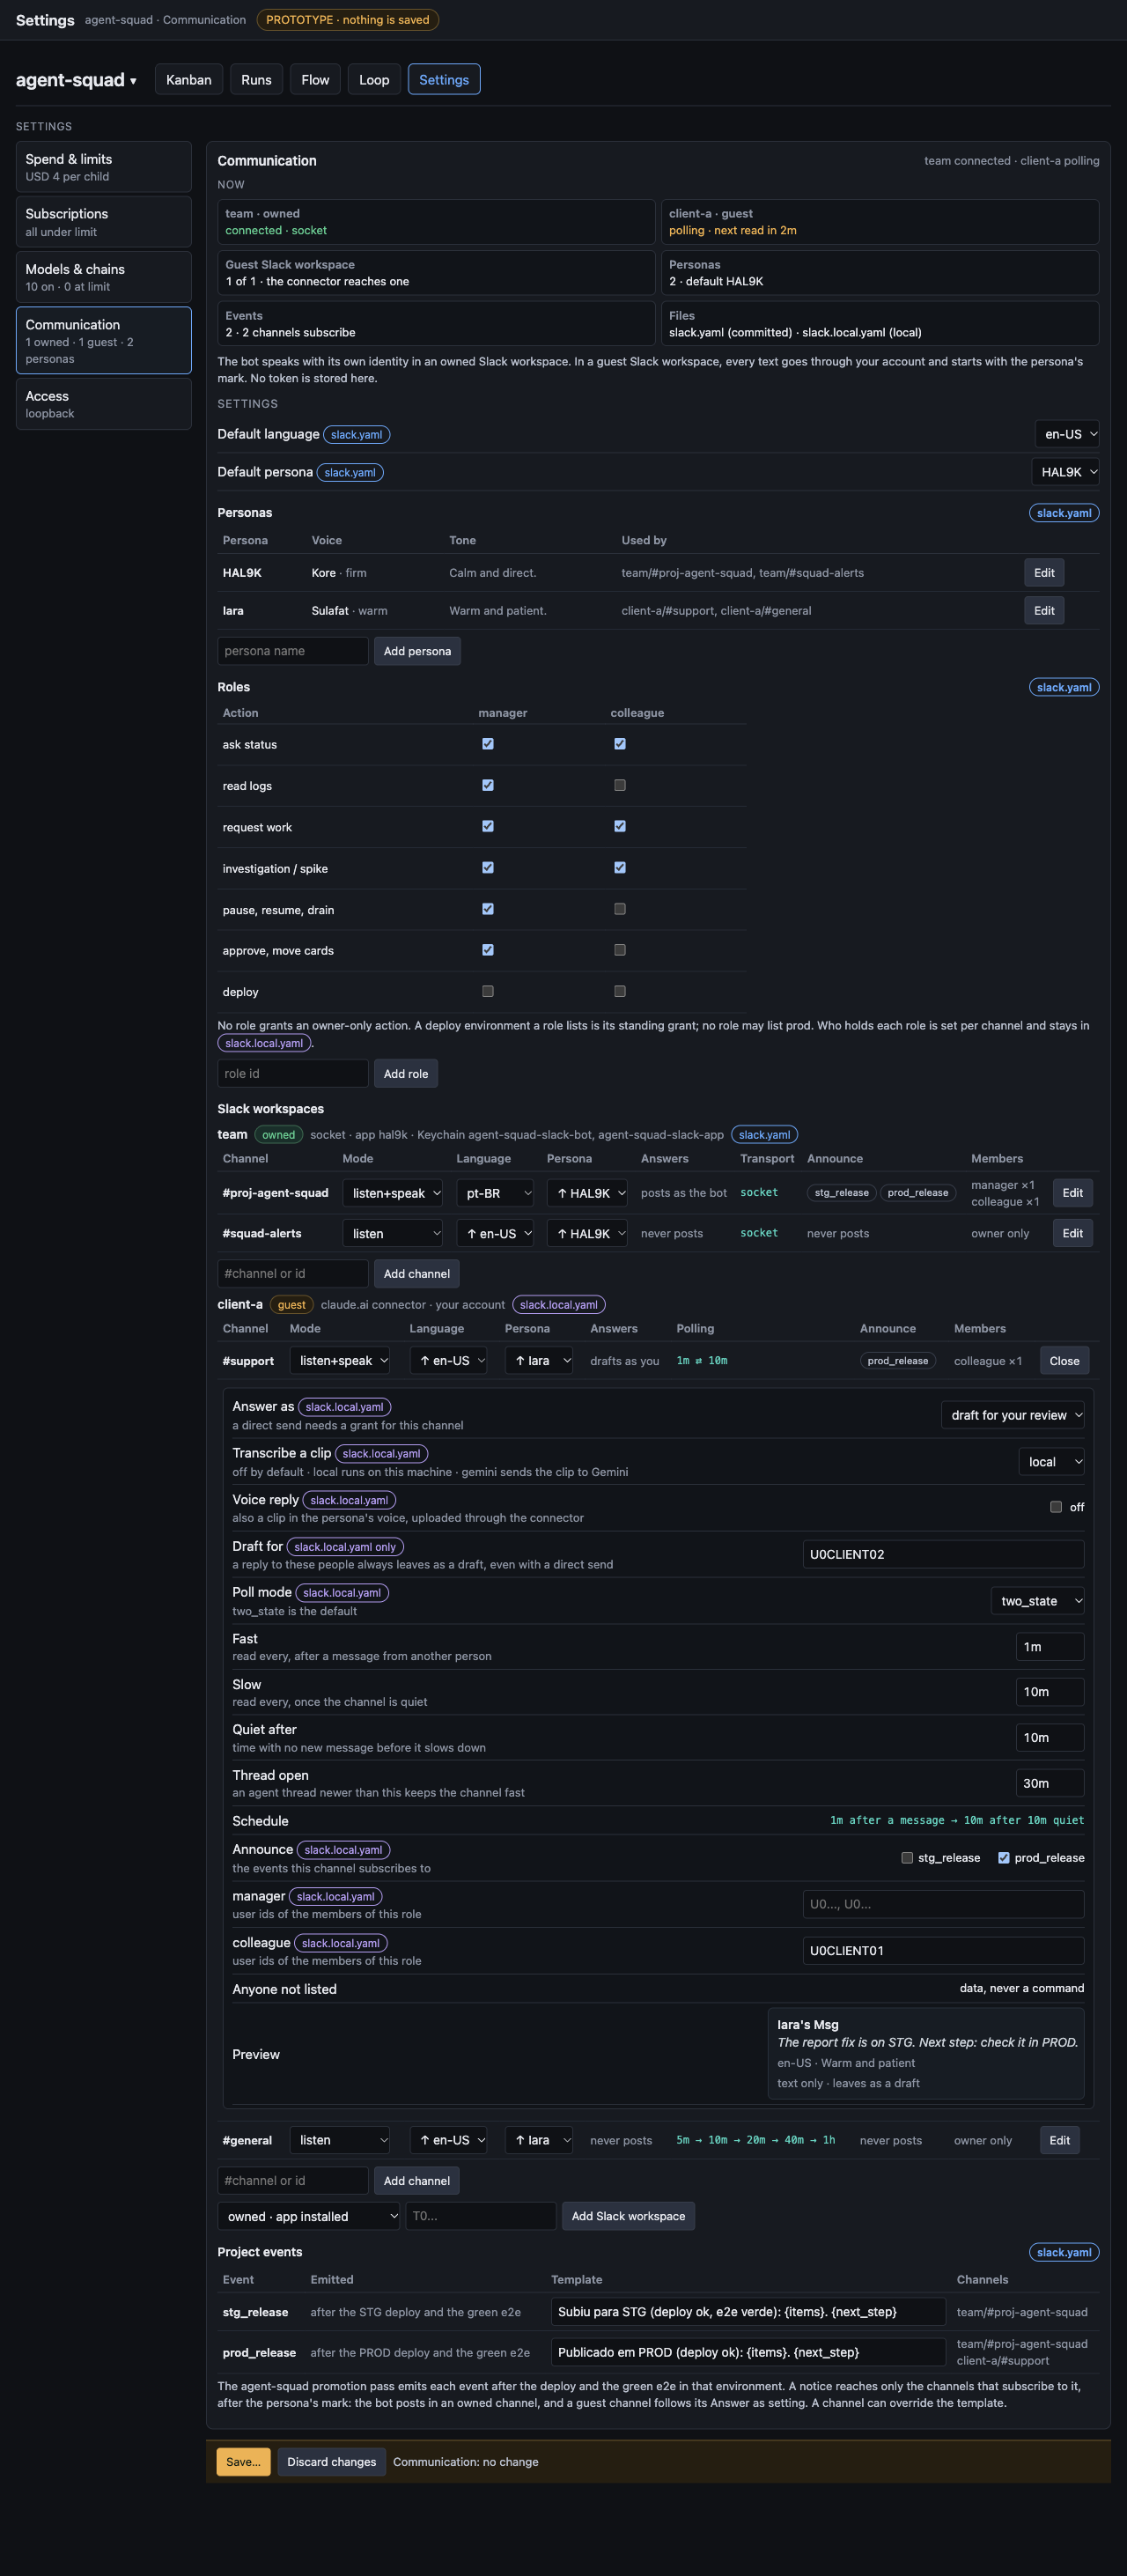 Settings agent-squad · Communication PROTOTYPE · nothing is saved
agent-squad ▾ Kanban Runs Flow Loop Settings
SETTINGS
Spend & limits
USD 4 per child
Subscriptions
all under limit
Models & chains
10 on · 0 at limit
Communication
1 owned · 1 guest · 2
personas
Access
loopback
Communication team connected · client-a polling
NOW
team · owned
connected · socket
client-a · guest
polling · next read in 2m
Guest Slack workspace
1 of 1 · the connector reaches one
Personas
2 · default HAL9K
Events
2 · 2 channels subscribe
Files
slack.yaml (committed) · slack.local.yaml (local)
The bot speaks with its own identity in an owned Slack workspace. In a guest Slack workspace, every text goes through your account and starts with the persona's
mark. No token is stored here.
SETTINGS
Default language slack.yaml en-US
Default persona slack.yaml HAL9K
Personas slack.yaml
Persona Voice Tone Used by
HAL9K Kore · firm Calm and direct. team/#proj-agent-squad, team/#squad-alerts Edit
Iara Sulafat · warm Warm and patient. client-a/#support, client-a/#general Edit
persona name Add persona
Roles slack.yaml
Action manager colleague
ask status
read logs
request work
investigation / spike
pause, resume, drain
approve, move cards
deploy
No role grants an owner-only action. A deploy environment a role lists is its standing grant; no role may list prod. Who holds each role is set per channel and stays in
slack.local.yaml.
role id Add role
Slack workspaces
team owned socket · app hal9k · Keychain agent-squad-slack-bot, agent-squad-slack-app slack.yaml
Channel Mode Language Persona Answers Transport Announce Members
#proj-agent-squad listen+speak pt-BR ↑ HAL9K posts as the bot socket stg_release prod_release manager ×1
colleague ×1 Edit
#squad-alerts listen ↑ en-US ↑ HAL9K never posts socket never posts owner only Edit
#channel or id Add channel
client-a guest claude.ai connector · your account slack.local.yaml
Channel Mode Language Persona Answers Polling Announce Members
#support listen+speak ↑ en-US ↑ Iara drafts as you 1m ⇄ 10m prod_release colleague ×1 Close
Answer as slack.local.yaml
a direct send needs a grant for this channel
draft for your review
Transcribe a clip slack.local.yaml
off by default · local runs on this machine · gemini sends the clip to Gemini
local
Voice reply slack.local.yaml
also a clip in the persona's voice, uploaded through the connector
off
Draft for slack.local.yaml only
a reply to these people always leaves as a draft, even with a direct send
U0CLIENT02
Poll mode slack.local.yaml
two_state is the default
two_state
Fast
read every, after a message from another person
1m
Slow
read every, once the channel is quiet
10m
Quiet after
time with no new message before it slows down
10m
Thread open
an agent thread newer than this keeps the channel fast
30m
Schedule 1m after a message → 10m after 10m quiet
Announce slack.local.yaml
the events this channel subscribes to
stg_release prod_release
manager slack.local.yaml
user ids of the members of this role
U0..., U0...
colleague slack.local.yaml
user ids of the members of this role
U0CLIENT01
Anyone not listed data, never a command
Preview
Iara's Msg
The report fix is on STG. Next step: check it in PROD.
en-US · Warm and patient
text only · leaves as a draft
#general listen ↑ en-US ↑ Iara never posts 5m → 10m → 20m → 40m → 1h never posts owner only Edit
#channel or id Add channel
owned · app installed T0... Add Slack workspace
Project events slack.yaml
Event Emitted Template Channels
stg_release after the STG deploy and the green e2e Subiu para STG (deploy ok, e2e verde): {items}. {next_step} team/#proj-agent-squad
prod_release after the PROD deploy and the green e2e Publicado em PROD (deploy ok): {items}. {next_step} team/#proj-agent-squad
client-a/#support
The agent-squad promotion pass emits each event after the deploy and the green e2e in that environment. A notice reaches only the channels that subscribe to it,
after the persona's mark: the bot posts in an owned channel, and a guest channel follows its Answer as setting. A channel can override the template.
Save... Discard changes Communication: no change